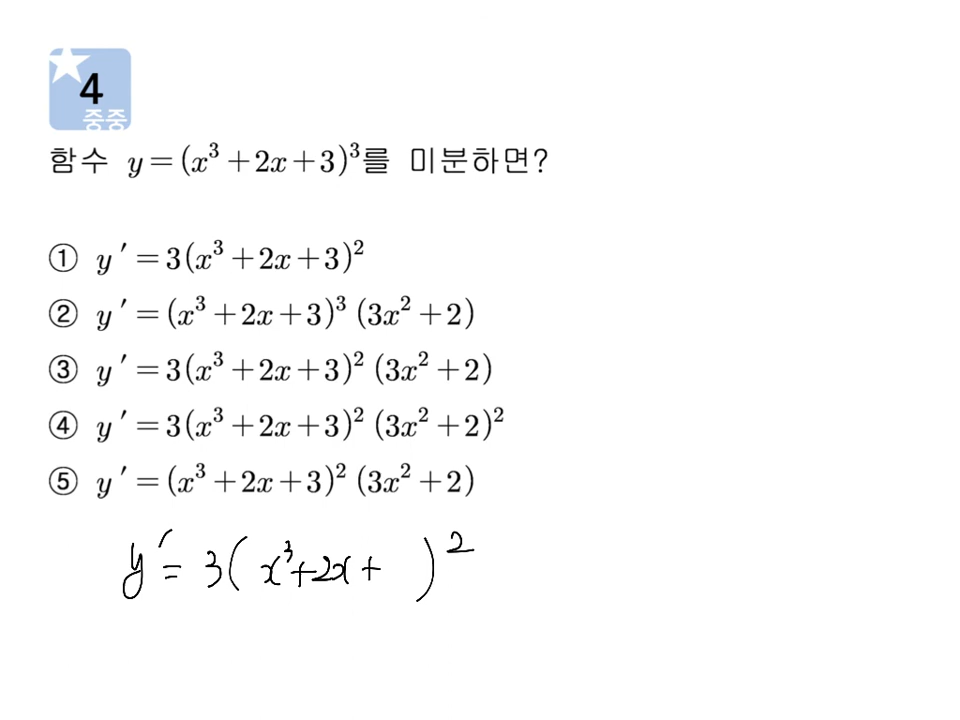 4
중중
함수 y=(x³+2x+3)³를 미분하면?
① y′=3(x³+2x+3)²
② y′=(x³+2x+3)³(3x²+2)
③ y′=3(x³+2x+3)²(3x²+2)
④ y′=3(x³+2x+3)²(3x²+2)²
⑤ y′=(x³+2x+3)²(3x²+2)
y′=3(x³+2x+ )²